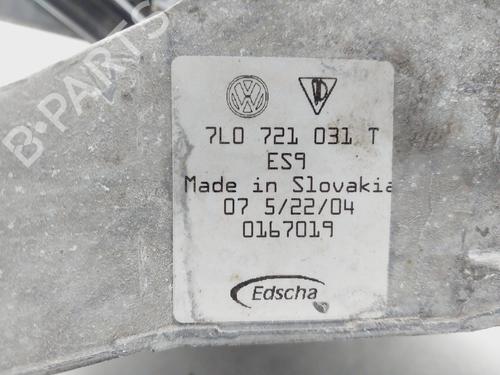 B-PARTS
7L0 721 031 T
ES9
Made in Slovakia
07 5/22/04
0167019
Edscha